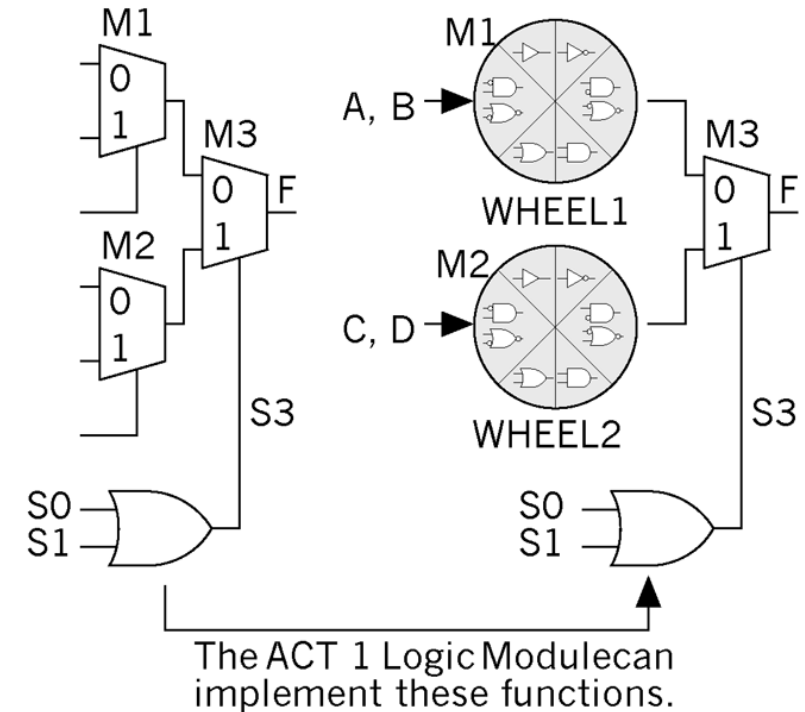 M1
0
1
M3
0
1
F
M2
0
1
S3
S0
S1
M1
A, B
WHEEL1
M3
0
1
F
M2
C, D
WHEEL2
S3
S0
S1
The ACT 1 Logic Modulecan
implement these functions.